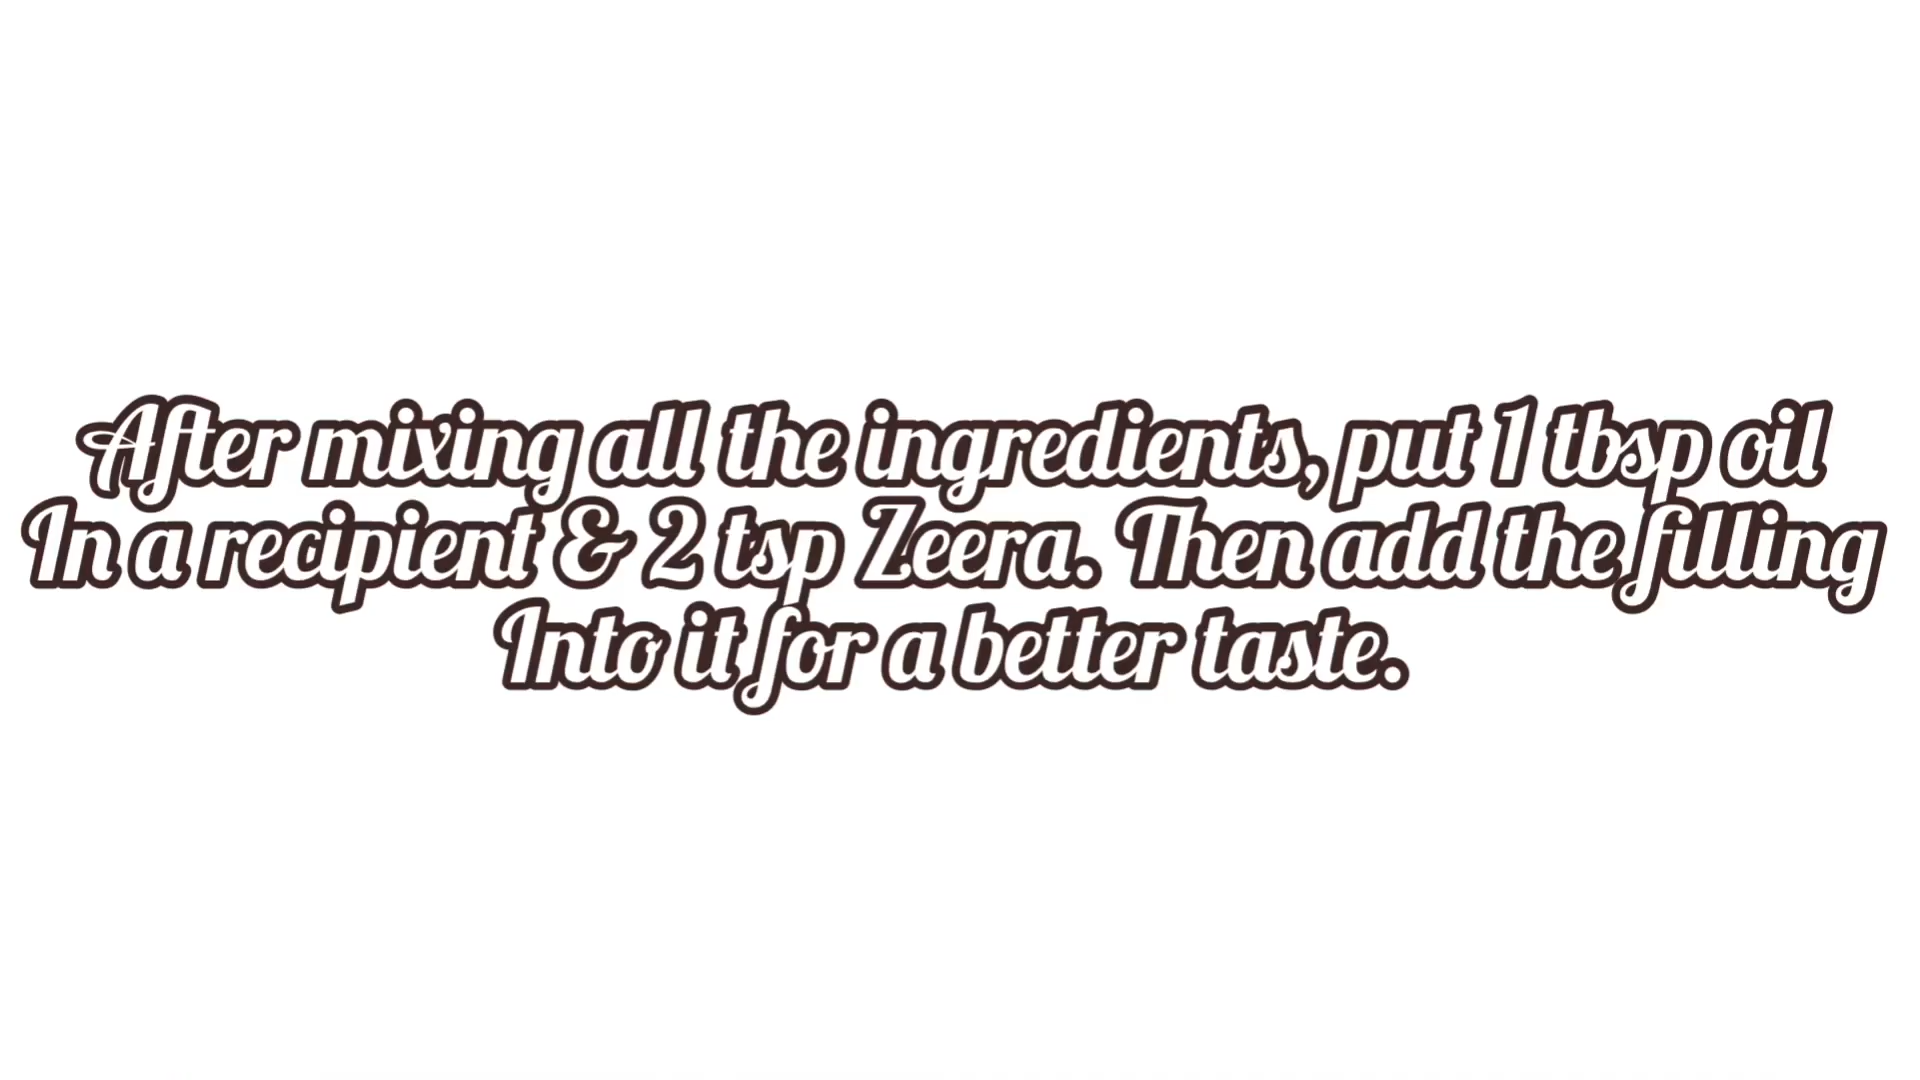 After mixing all the ingredients, put 1 tbsp oil
In a recipient & 2 tsp Zeera. Then add the filling
Into it for a better taste.